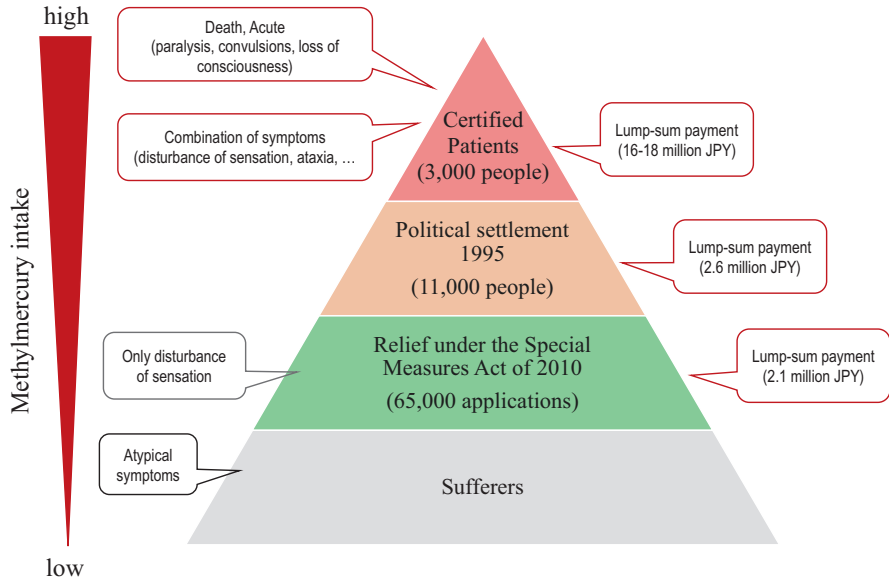 high
Death, Acute
(paralysis, convulsions, loss of
consciousness)
Combination of symptoms
(disturbance of sensation, ataxia, …
Certified
Patients
(3,000 people)
Lump-sum payment
(16-18 million JPY)
Methylmercury intake
Political settlement
1995
(11,000 people)
Lump-sum payment
(2.6 million JPY)
Only disturbance
of sensation
Relief under the Special
Measures Act of 2010
(65,000 applications)
Lump-sum payment
(2.1 million JPY)
Atypical
symptoms
Sufferers
low